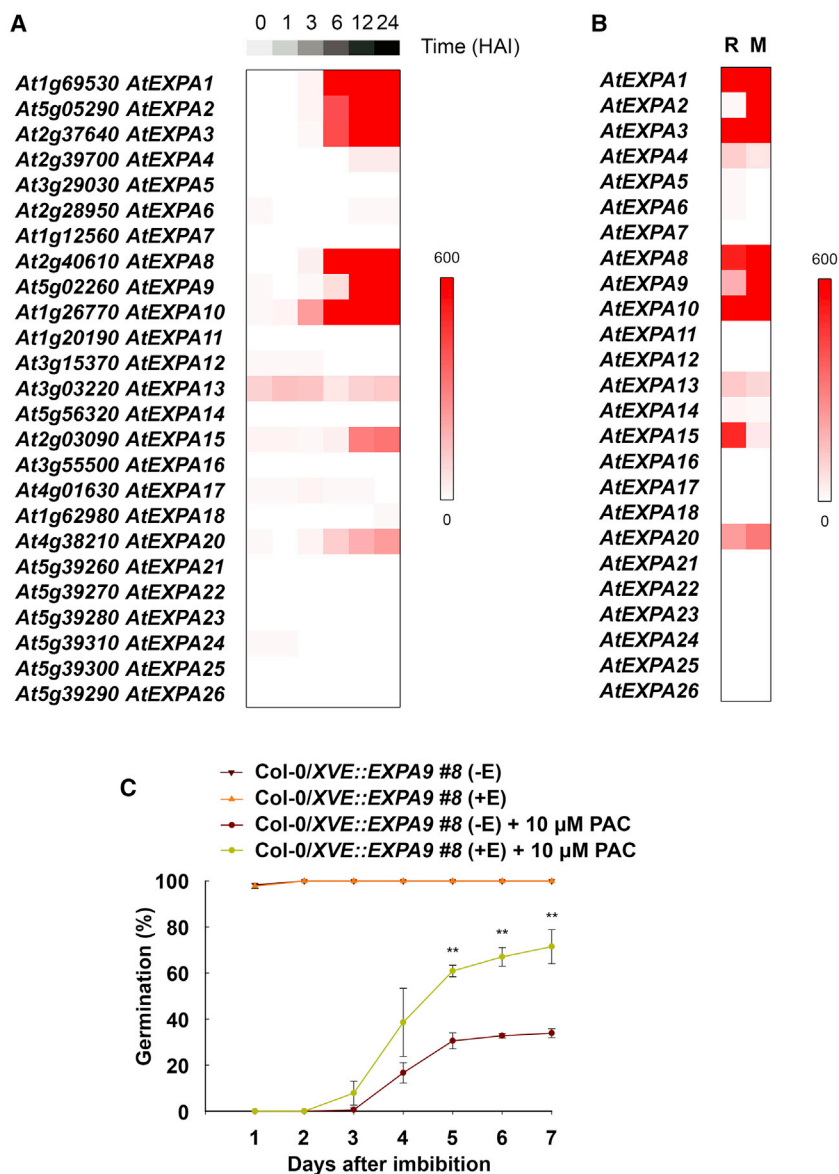 A
0 1 3 6 12 24
Time (HAI)
At1g69530 AtEXPA1
At5g05290 AtEXPA2
At2g37640 AtEXPA3
At2g39700 AtEXPA4
At3g29030 AtEXPA5
At2g28950 AtEXPA6
At1g12560 AtEXPA7
At2g40610 AtEXPA8
At5g02260 AtEXPA9
At1g26770 AtEXPA10
At1g20190 AtEXPA11
At3g15370 AtEXPA12
At3g03220 AtEXPA13
At5g56320 AtEXPA14
At2g03090 AtEXPA15
At3g55500 AtEXPA16
At4g01630 AtEXPA17
At1g62980 AtEXPA18
At4g38210 AtEXPA20
At5g39260 AtEXPA21
At5g39270 AtEXPA22
At5g39280 AtEXPA23
At5g39310 AtEXPA24
At5g39300 AtEXPA25
At5g39290 AtEXPA26
600
0
B
R M
AtEXPA1
AtEXPA2
AtEXPA3
AtEXPA4
AtEXPA5
AtEXPA6
AtEXPA7
AtEXPA8
AtEXPA9
AtEXPA10
AtEXPA11
AtEXPA12
AtEXPA13
AtEXPA14
AtEXPA15
AtEXPA16
AtEXPA17
AtEXPA18
AtEXPA20
AtEXPA21
AtEXPA22
AtEXPA23
AtEXPA24
AtEXPA25
AtEXPA26
600
0
C
Col-0/XVE::EXPA9 #8 (-E)
Col-0/XVE::EXPA9 #8 (+E)
Col-0/XVE::EXPA9 #8 (-E) + 10 µM PAC
Col-0/XVE::EXPA9 #8 (+E) + 10 µM PAC
Germination (%)
100
80
60
40
20
0
** ** **
1 2 3 4 5 6 7
Days after imbibition